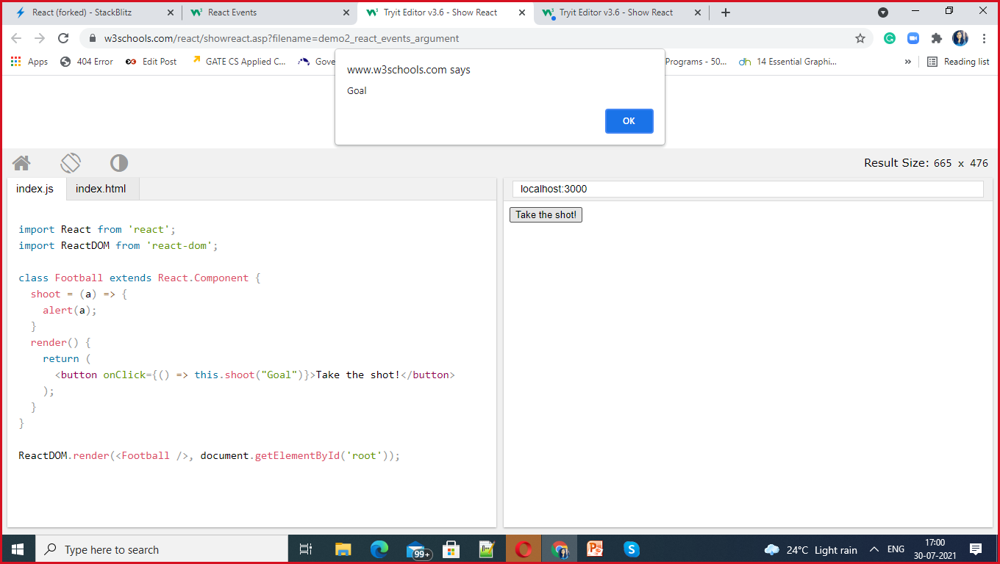 React (forked) - StackBlitz
React Events
Tryit Editor v3.6 - Show React
Tryit Editor v3.6 - Show React
w3schools.com/react/showreact.asp?filename=demo2_react_events_argument
Apps
404 Error
Edit Post
GATE CS Applied C...
Gove
Programs - 50...
dh
14 Essential Graphi...
»
Reading list
www.w3schools.com says
Goal
OK
Result Size: 665 x 476
index.js
index.html
import React from 'react';
import ReactDOM from 'react-dom';
class Football extends React.Component {
shoot = (a) => {
alert(a);
}
render() {
return (
<button onClick={() => this.shoot("Goal")}>Take the shot!</button>
);
}
}
ReactDOM.render(<Football />, document.getElementById('root'));
localhost:3000
Take the shot!
Type here to search
99+
24°C Light rain
ENG
17:00
30-07-2021